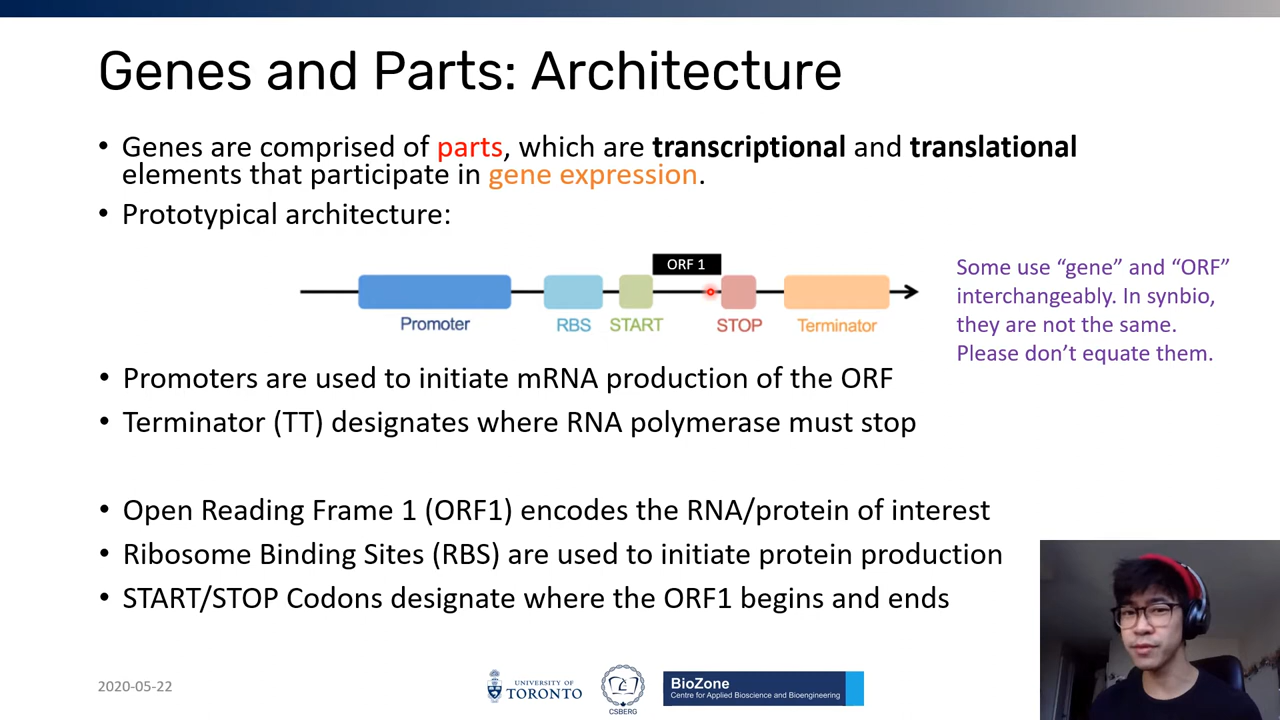 Genes and Parts: Architecture
• Genes are comprised of parts, which are transcriptional and translational
elements that participate in gene expression.
• Prototypical architecture:
ORF 1
Promoter RBS START STOP Terminator
Some use “gene” and “ORF”
interchangeably. In synbio,
they are not the same.
Please don’t equate them.
• Promoters are used to initiate mRNA production of the ORF
• Terminator (TT) designates where RNA polymerase must stop
• Open Reading Frame 1 (ORF1) encodes the RNA/protein of interest
• Ribosome Binding Sites (RBS) are used to initiate protein production
• START/STOP Codons designate where the ORF1 begins and ends
2020-05-22
UNIVERSITY OF
TORONTO
CSBERG
BioZone
Centre for Applied Bioscience and Bioengineering